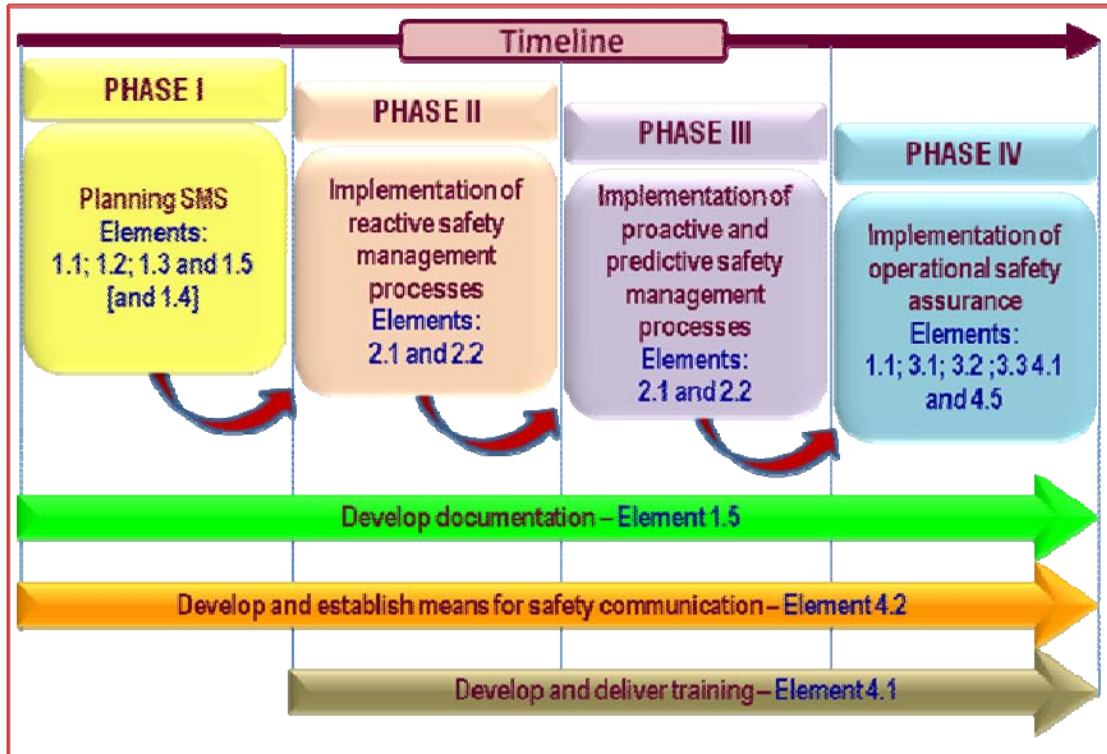 Timeline
PHASE I
Planning SMS
Elements:
1.1; 1.2; 1.3 and 1.5
[and 1.4]
PHASE II
Implementation of
reactive safety
management
processes
Elements:
2.1 and 2.2
PHASE III
Implementation of
proactive and
predictive safety
management
processes
Elements:
2.1 and 2.2
PHASE IV
Implementation of
operational safety
assurance
Elements:
1.1; 3.1; 3.2 ;3.3 4.1
and 4.5
Develop documentation – Element 1.5
Develop and establish means for safety communication – Element 4.2
Develop and deliver training – Element 4.1